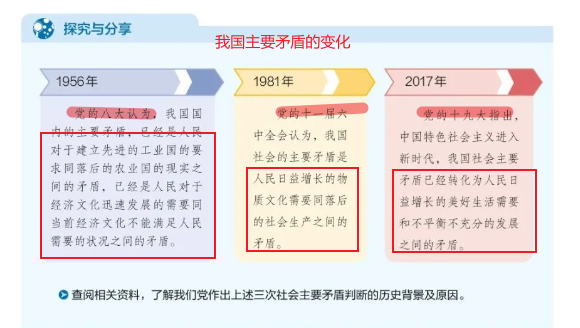 探究与分享
我国主要矛盾的变化
1956年
党的八大认为，我国国
内的主要矛盾，已经是人民
对于建立先进的工业国的要
求同落后的农业国的现实之
间的矛盾，已经是人民对于
经济文化迅速发展的需要同
当前经济文化不能满足人民
需要的状况之间的矛盾。
1981年
党的十一届六
中全会认为，我国
社会的主要矛盾是
人民日益增长的物
质文化需要同落后
的社会生产之间的
矛盾。
2017年
党的十九大指出，
中国特色社会主义进入
新时代，我国社会主要
矛盾已经转化为人民日
益增长的美好生活需要
和不平衡不充分的发展
之间的矛盾。
查阅相关资料，了解我们党作出上述三次社会主要矛盾判断的历史背景及原因。